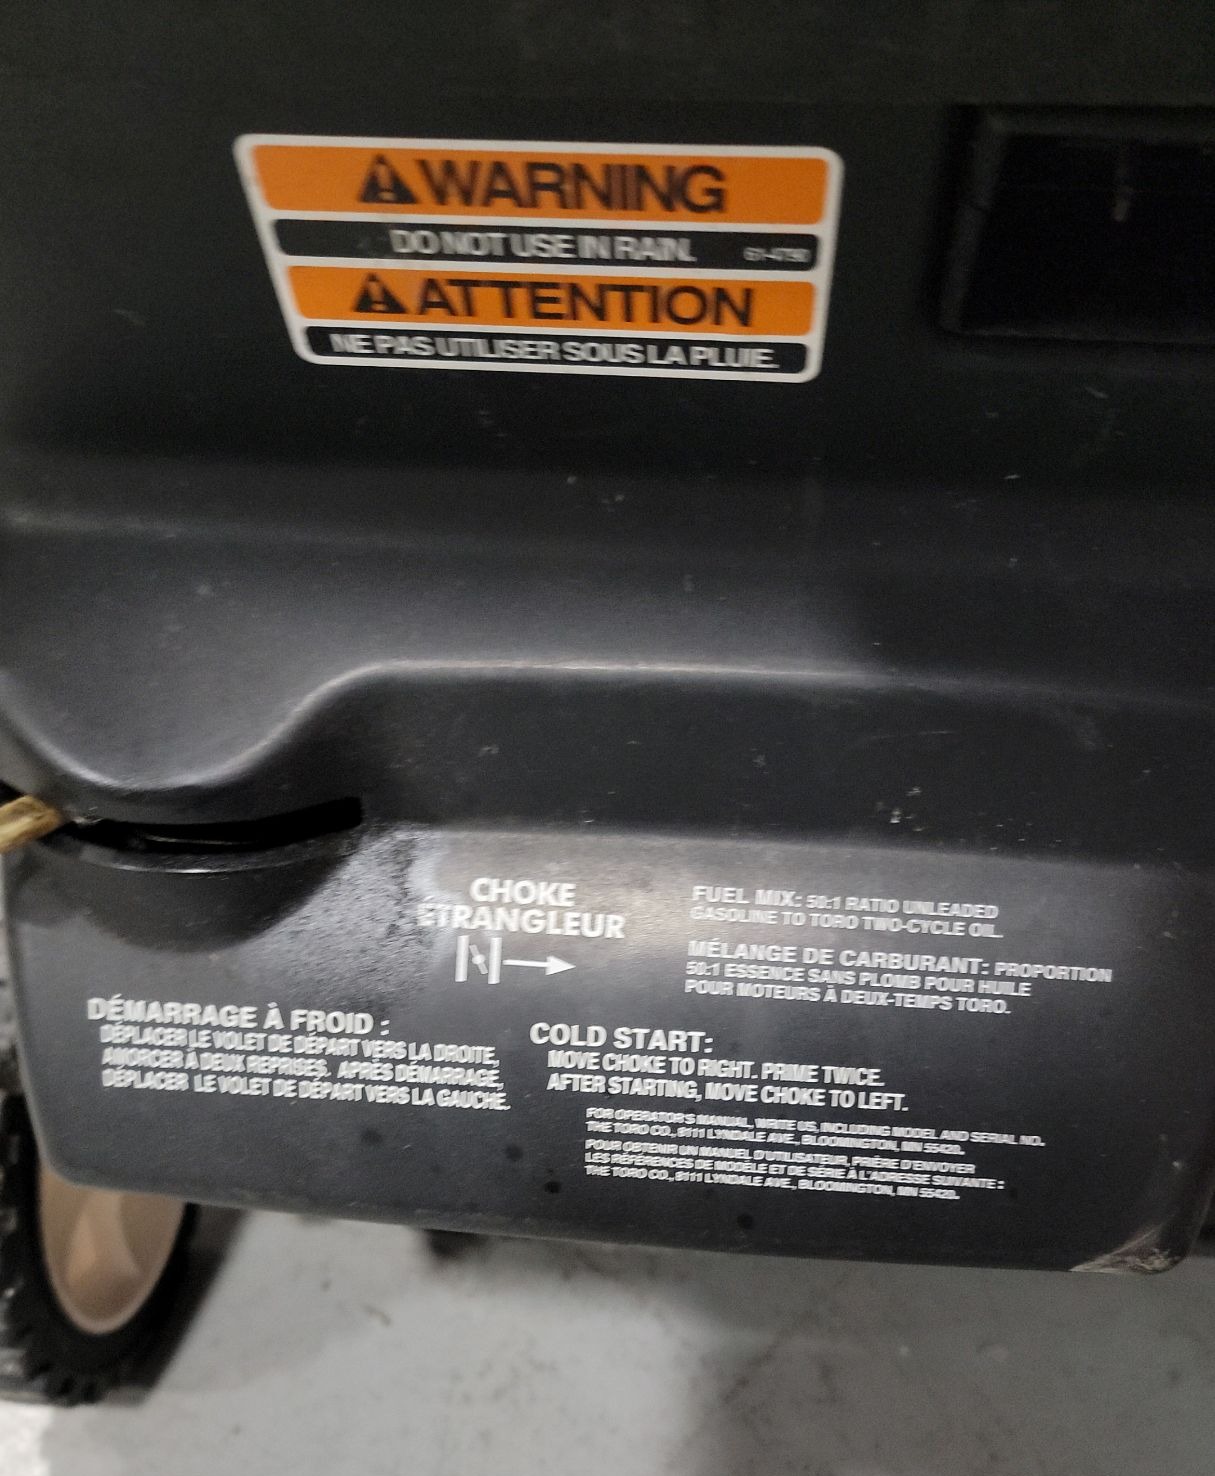 WARNING
DO NOT USE IN RAIN. 61-4790
ATTENTION
NE PAS UTILISER SOUS LA PLUIE.
CHOKE
ÉTRANGLEUR
FUEL MIX: 50:1 RATIO UNLEADED
GASOLINE TO TORO TWO-CYCLE OIL.
MÉLANGE DE CARBURANT: PROPORTION
50:1 ESSENCE SANS PLOMB POUR HUILE
POUR MOTEURS À DEUX-TEMPS TORO.
DÉMARRAGE À FROID :
DÉPLACER LE VOLET DE DÉPART VERS LA DROITE,
AMORCER À DEUX REPRISES. APRÈS DÉMARRAGE,
DÉPLACER LE VOLET DE DÉPART VERS LA GAUCHE.
COLD START:
MOVE CHOKE TO RIGHT. PRIME TWICE.
AFTER STARTING, MOVE CHOKE TO LEFT.
FOR OPERATOR'S MANUAL, WRITE US, INCLUDING MODEL AND SERIAL NO.
THE TORO CO., 8111 LYNDALE AVE., BLOOMINGTON, MN 55420.
POUR OBTENIR UN MANUEL D'UTILISATEUR, PRIÈRE D'ENVOYER
LES RÉFÉRENCES DE MODÈLE ET DE SÉRIE À L'ADRESSE SUIVANTE :
THE TORO CO., 8111 LYNDALE AVE., BLOOMINGTON, MN 55420.